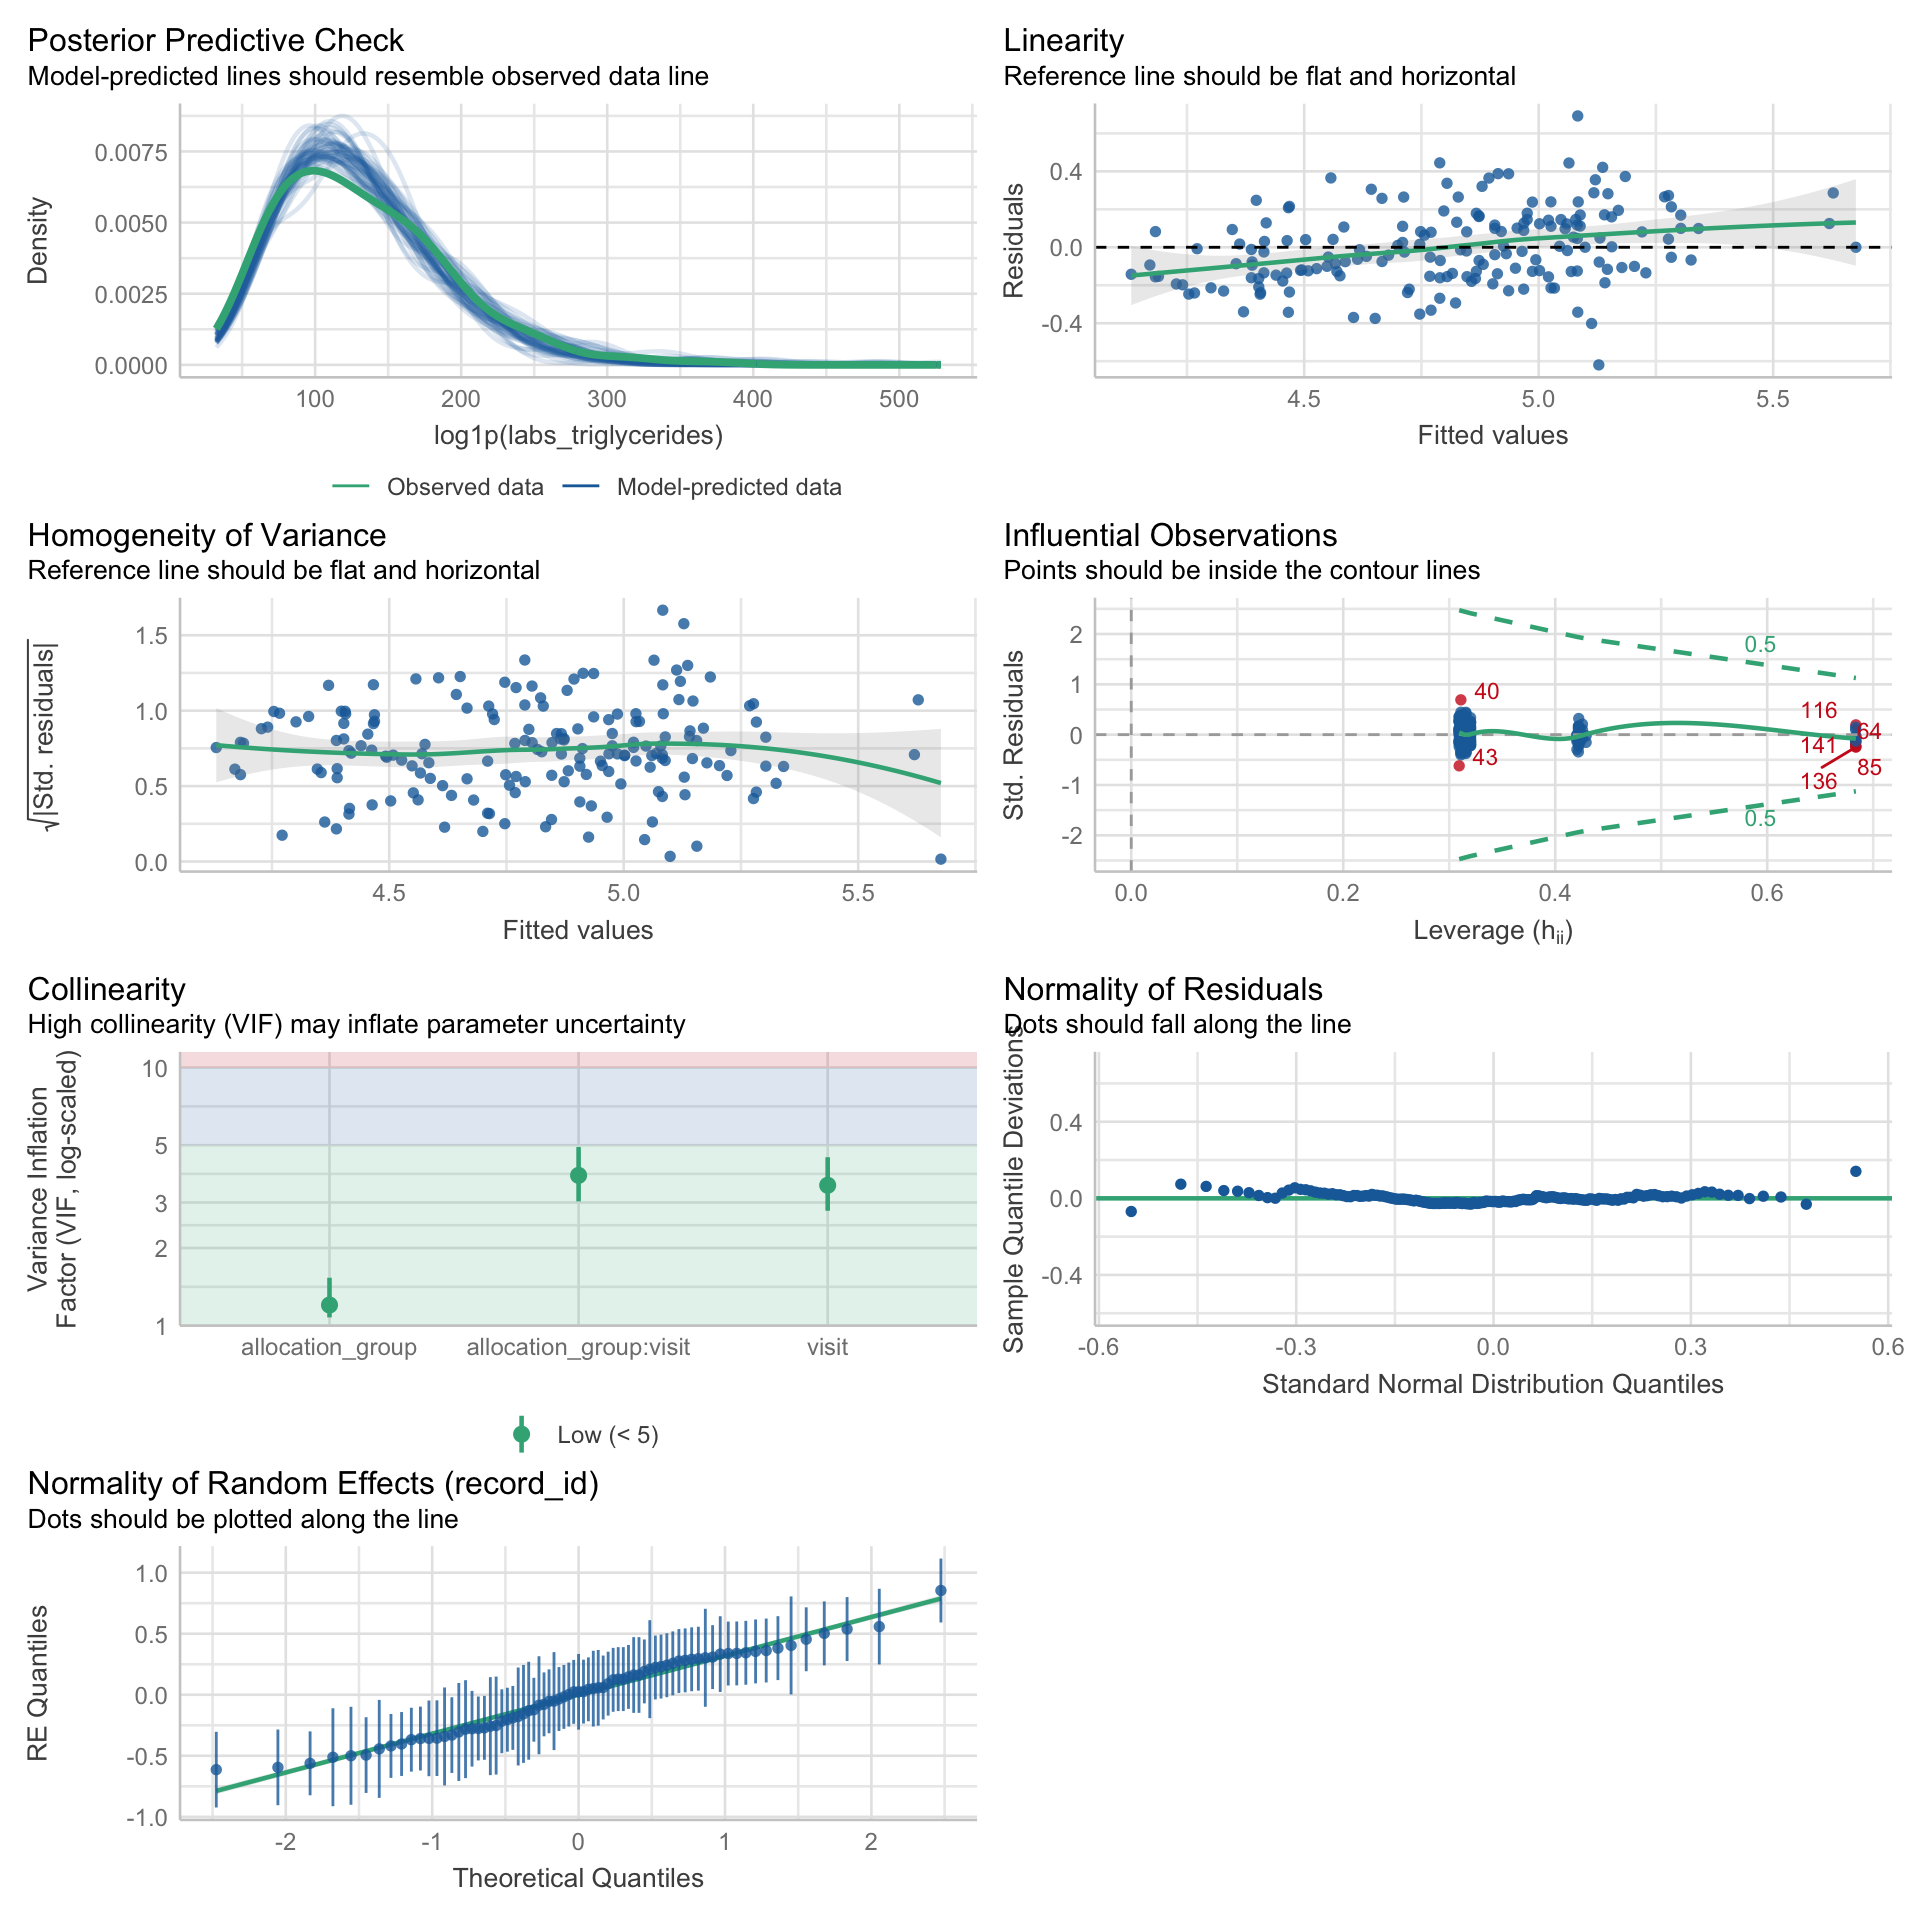 Posterior Predictive Check
Model-predicted lines should resemble observed data line
Density
0.0075
0.0050
0.0025
0.0000
100
200
300
400
500
log1p(labs_triglycerides)
Observed data
Model-predicted data
Linearity
Reference line should be flat and horizontal
Residuals
0.4
0.0
-0.4
4.5
5.0
5.5
Fitted values
Homogeneity of Variance
Reference line should be flat and horizontal
√|Std. residuals|
1.5
1.0
0.5
0.0
4.5
5.0
5.5
Fitted values
Influential Observations
Points should be inside the contour lines
Std. Residuals
2
1
0
-1
-2
0.5
40
116
64
43
141
85
136
0.5
0.0
0.2
0.4
0.6
Leverage (hii)
Collinearity
High collinearity (VIF) may inflate parameter uncertainty
Variance Inflation
Factor (VIF, log-scaled)
10
5
3
2
1
allocation_group
allocation_group:visit
visit
Low (< 5)
Normality of Residuals
Dots should fall along the line
Sample Quantile Deviations
0.4
0.0
-0.4
-0.6
-0.3
0.0
0.3
0.6
Standard Normal Distribution Quantiles
Normality of Random Effects (record_id)
Dots should be plotted along the line
RE Quantiles
1.0
0.5
0.0
-0.5
-1.0
-2
-1
0
1
2
Theoretical Quantiles